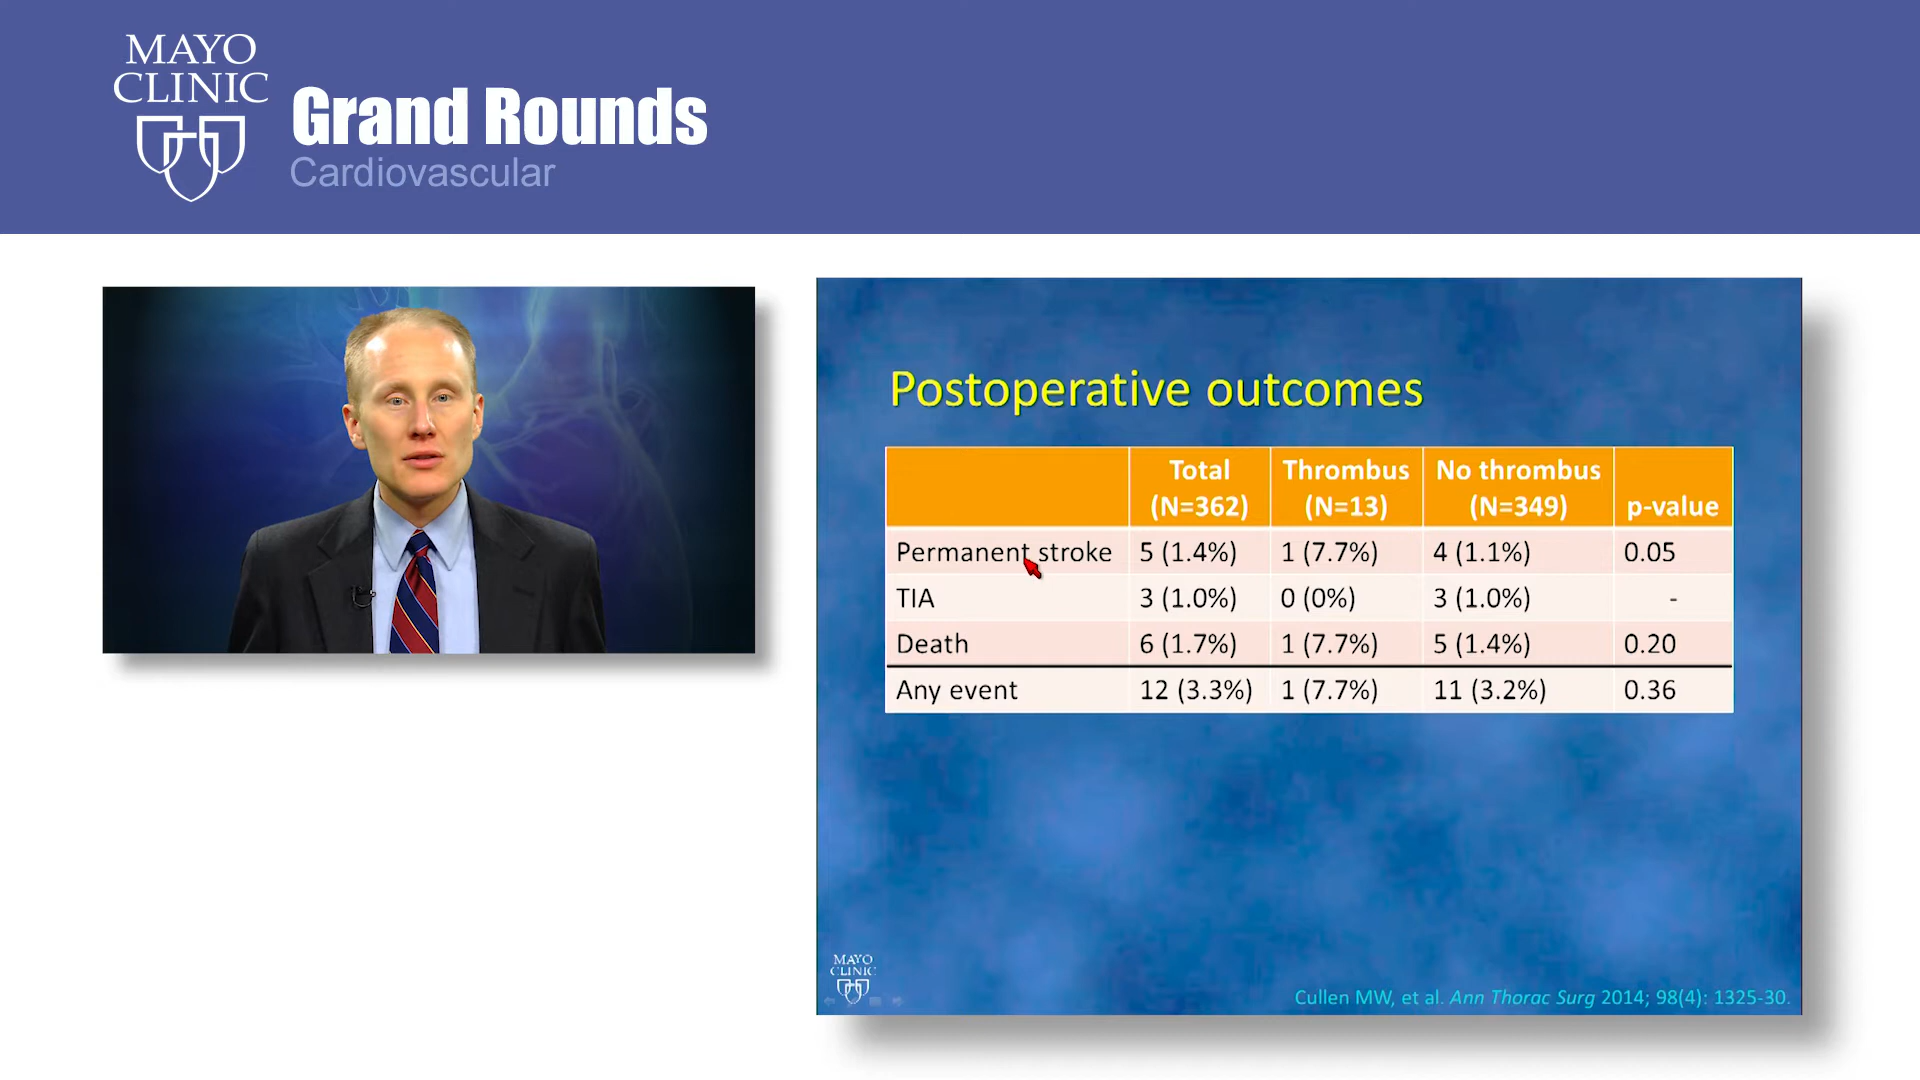 MAYO
CLINIC
Grand Rounds
Cardiovascular
Postoperative outcomes
Total (N=362) Thrombus (N=13) No thrombus (N=349) p-value
Permanent stroke 5 (1.4%) 1 (7.7%) 4 (1.1%) 0.05
TIA 3 (1.0%) 0 (0%) 3 (1.0%) -
Death 6 (1.7%) 1 (7.7%) 5 (1.4%) 0.20
Any event 12 (3.3%) 1 (7.7%) 11 (3.2%) 0.36
MAYO
CLINIC
Cullen MW, et al. Ann Thorac Surg 2014; 98(4): 1325-30.